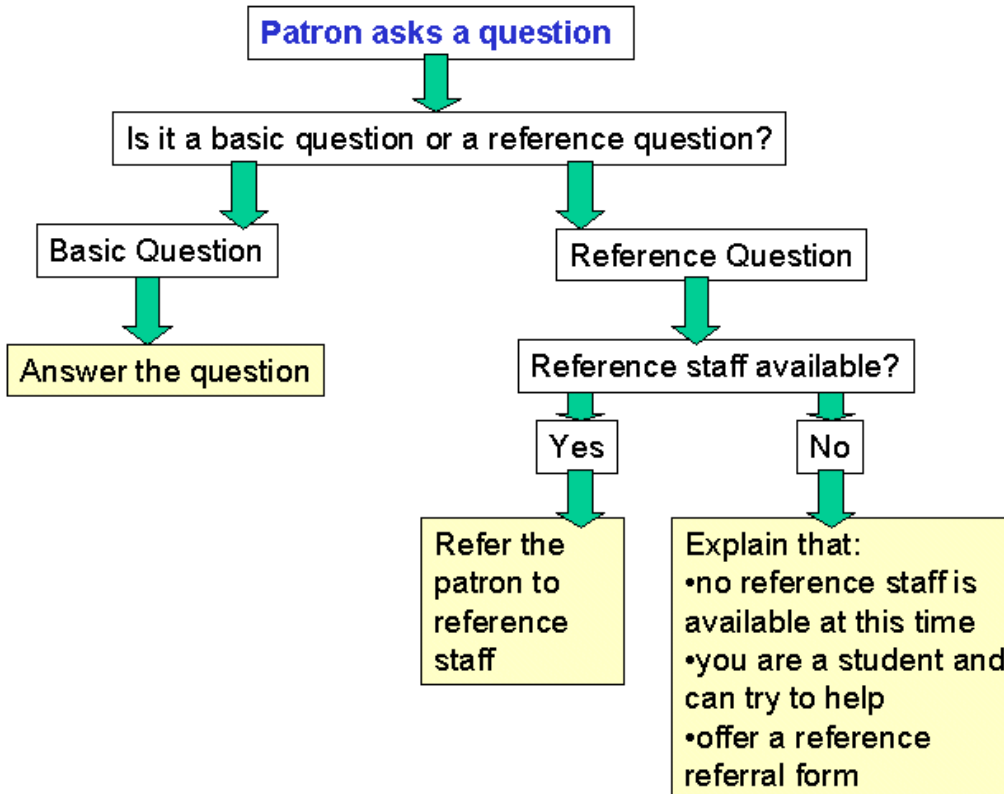 Patron asks a question
Is it a basic question or a reference question?
Basic Question
Reference Question
Answer the question
Reference staff available?
Yes
No
Refer the
patron to
reference
staff
Explain that:
•no reference staff is
available at this time
•you are a student and
can try to help
•offer a reference
referral form